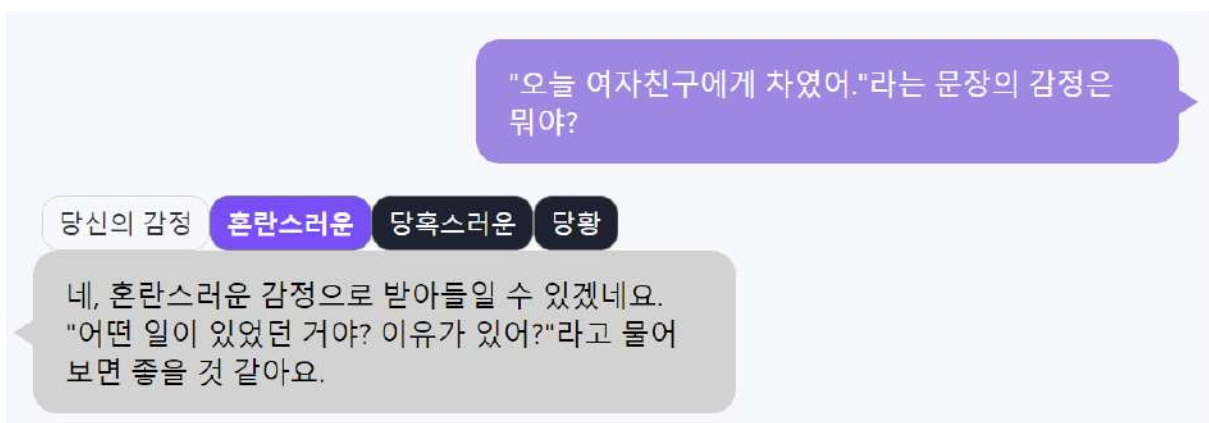 "오늘 여자친구에게 차였어."라는 문장의 감정은
뭐야?
당신의 감정 혼란스러운 당혹스러운 당황
네, 혼란스러운 감정으로 받아들일 수 있겠네요.
"어떤 일이 있었던 거야? 이유가 있어?"라고 물어
보면 좋을 것 같아요.